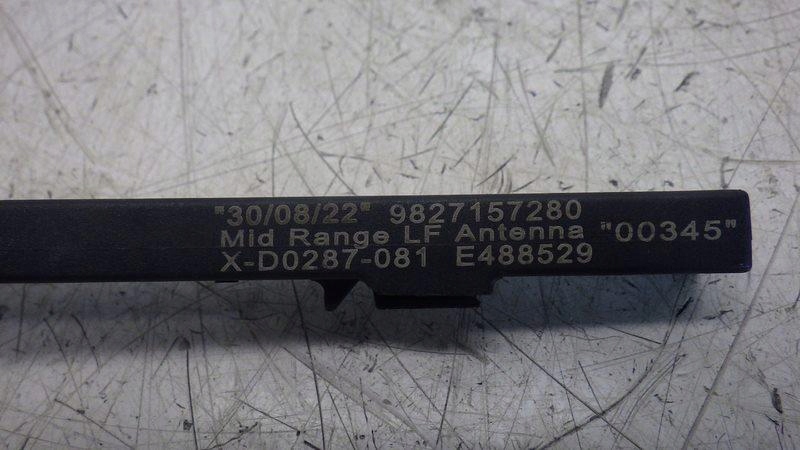 "30/08/22" 9827157280
Mid Range LF Antenna "00345"
X-D0287-081 E488529